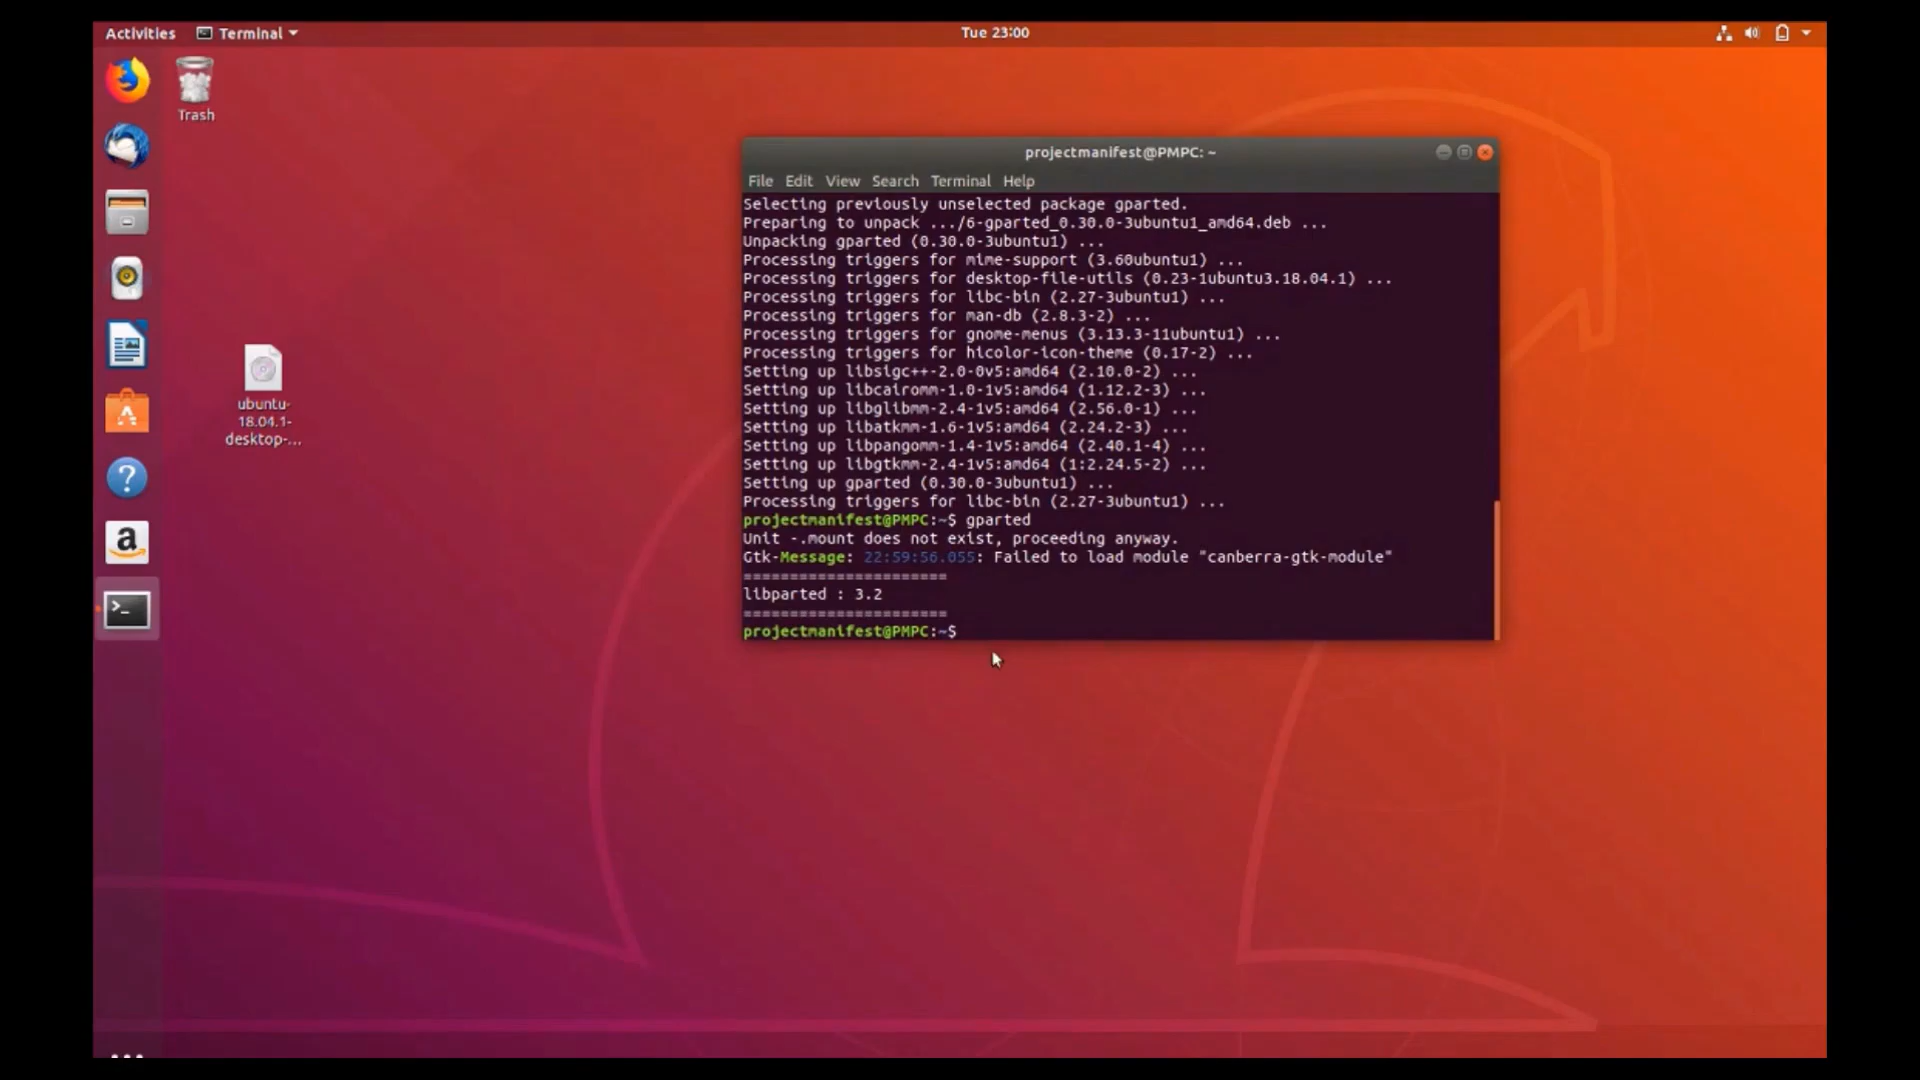 Activities Terminal Tue 23:00
Trash
ubuntu-
18.04.1-
desktop-...
projectmanifest@PMPC: ~
File Edit View Search Terminal Help
Selecting previously unselected package gparted.
Preparing to unpack .../6-gparted_0.30.0-3ubuntu1_amd64.deb ...
Unpacking gparted (0.30.0-3ubuntu1) ...
Processing triggers for mime-support (3.60ubuntu1) ...
Processing triggers for desktop-file-utils (0.23-1ubuntu3.18.04.1) ...
Processing triggers for libc-bin (2.27-3ubuntu1) ...
Processing triggers for man-db (2.8.3-2) ...
Processing triggers for gnome-menus (3.13.3-11ubuntu1) ...
Processing triggers for hicolor-icon-theme (0.17-2) ...
Setting up libsigc++-2.0-0v5:amd64 (2.10.0-2) ...
Setting up libcairomm-1.0-1v5:amd64 (1.12.2-3) ...
Setting up libglibmm-2.4-1v5:amd64 (2.56.0-1) ...
Setting up libatkmm-1.6-1v5:amd64 (2.24.2-3) ...
Setting up libpangomm-1.4-1v5:amd64 (2.40.1-4) ...
Setting up libgtkmm-2.4-1v5:amd64 (1:2.24.5-2) ...
Setting up gparted (0.30.0-3ubuntu1) ...
Processing triggers for libc-bin (2.27-3ubuntu1) ...
projectmanifest@PMPC:~$ gparted
Unit -.mount does not exist, proceeding anyway.
Gtk-Message: 22:59:56.055: Failed to load module "canberra-gtk-module"
======================
libparted : 3.2
======================
projectmanifest@PMPC:~$